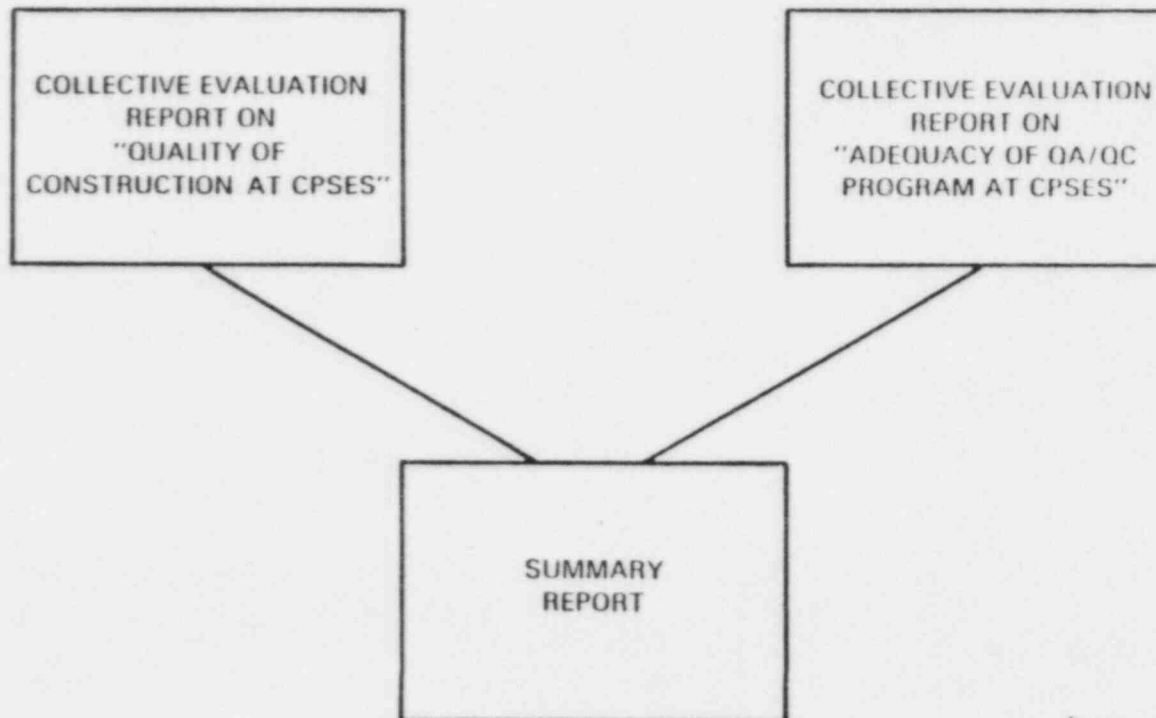 COLLECTIVE EVALUATION
REPORT ON
"QUALITY OF
CONSTRUCTION AT CPSES"
COLLECTIVE EVALUATION
REPORT ON
"ADEQUACY OF QA/QC
PROGRAM AT CPSES"
SUMMARY
REPORT